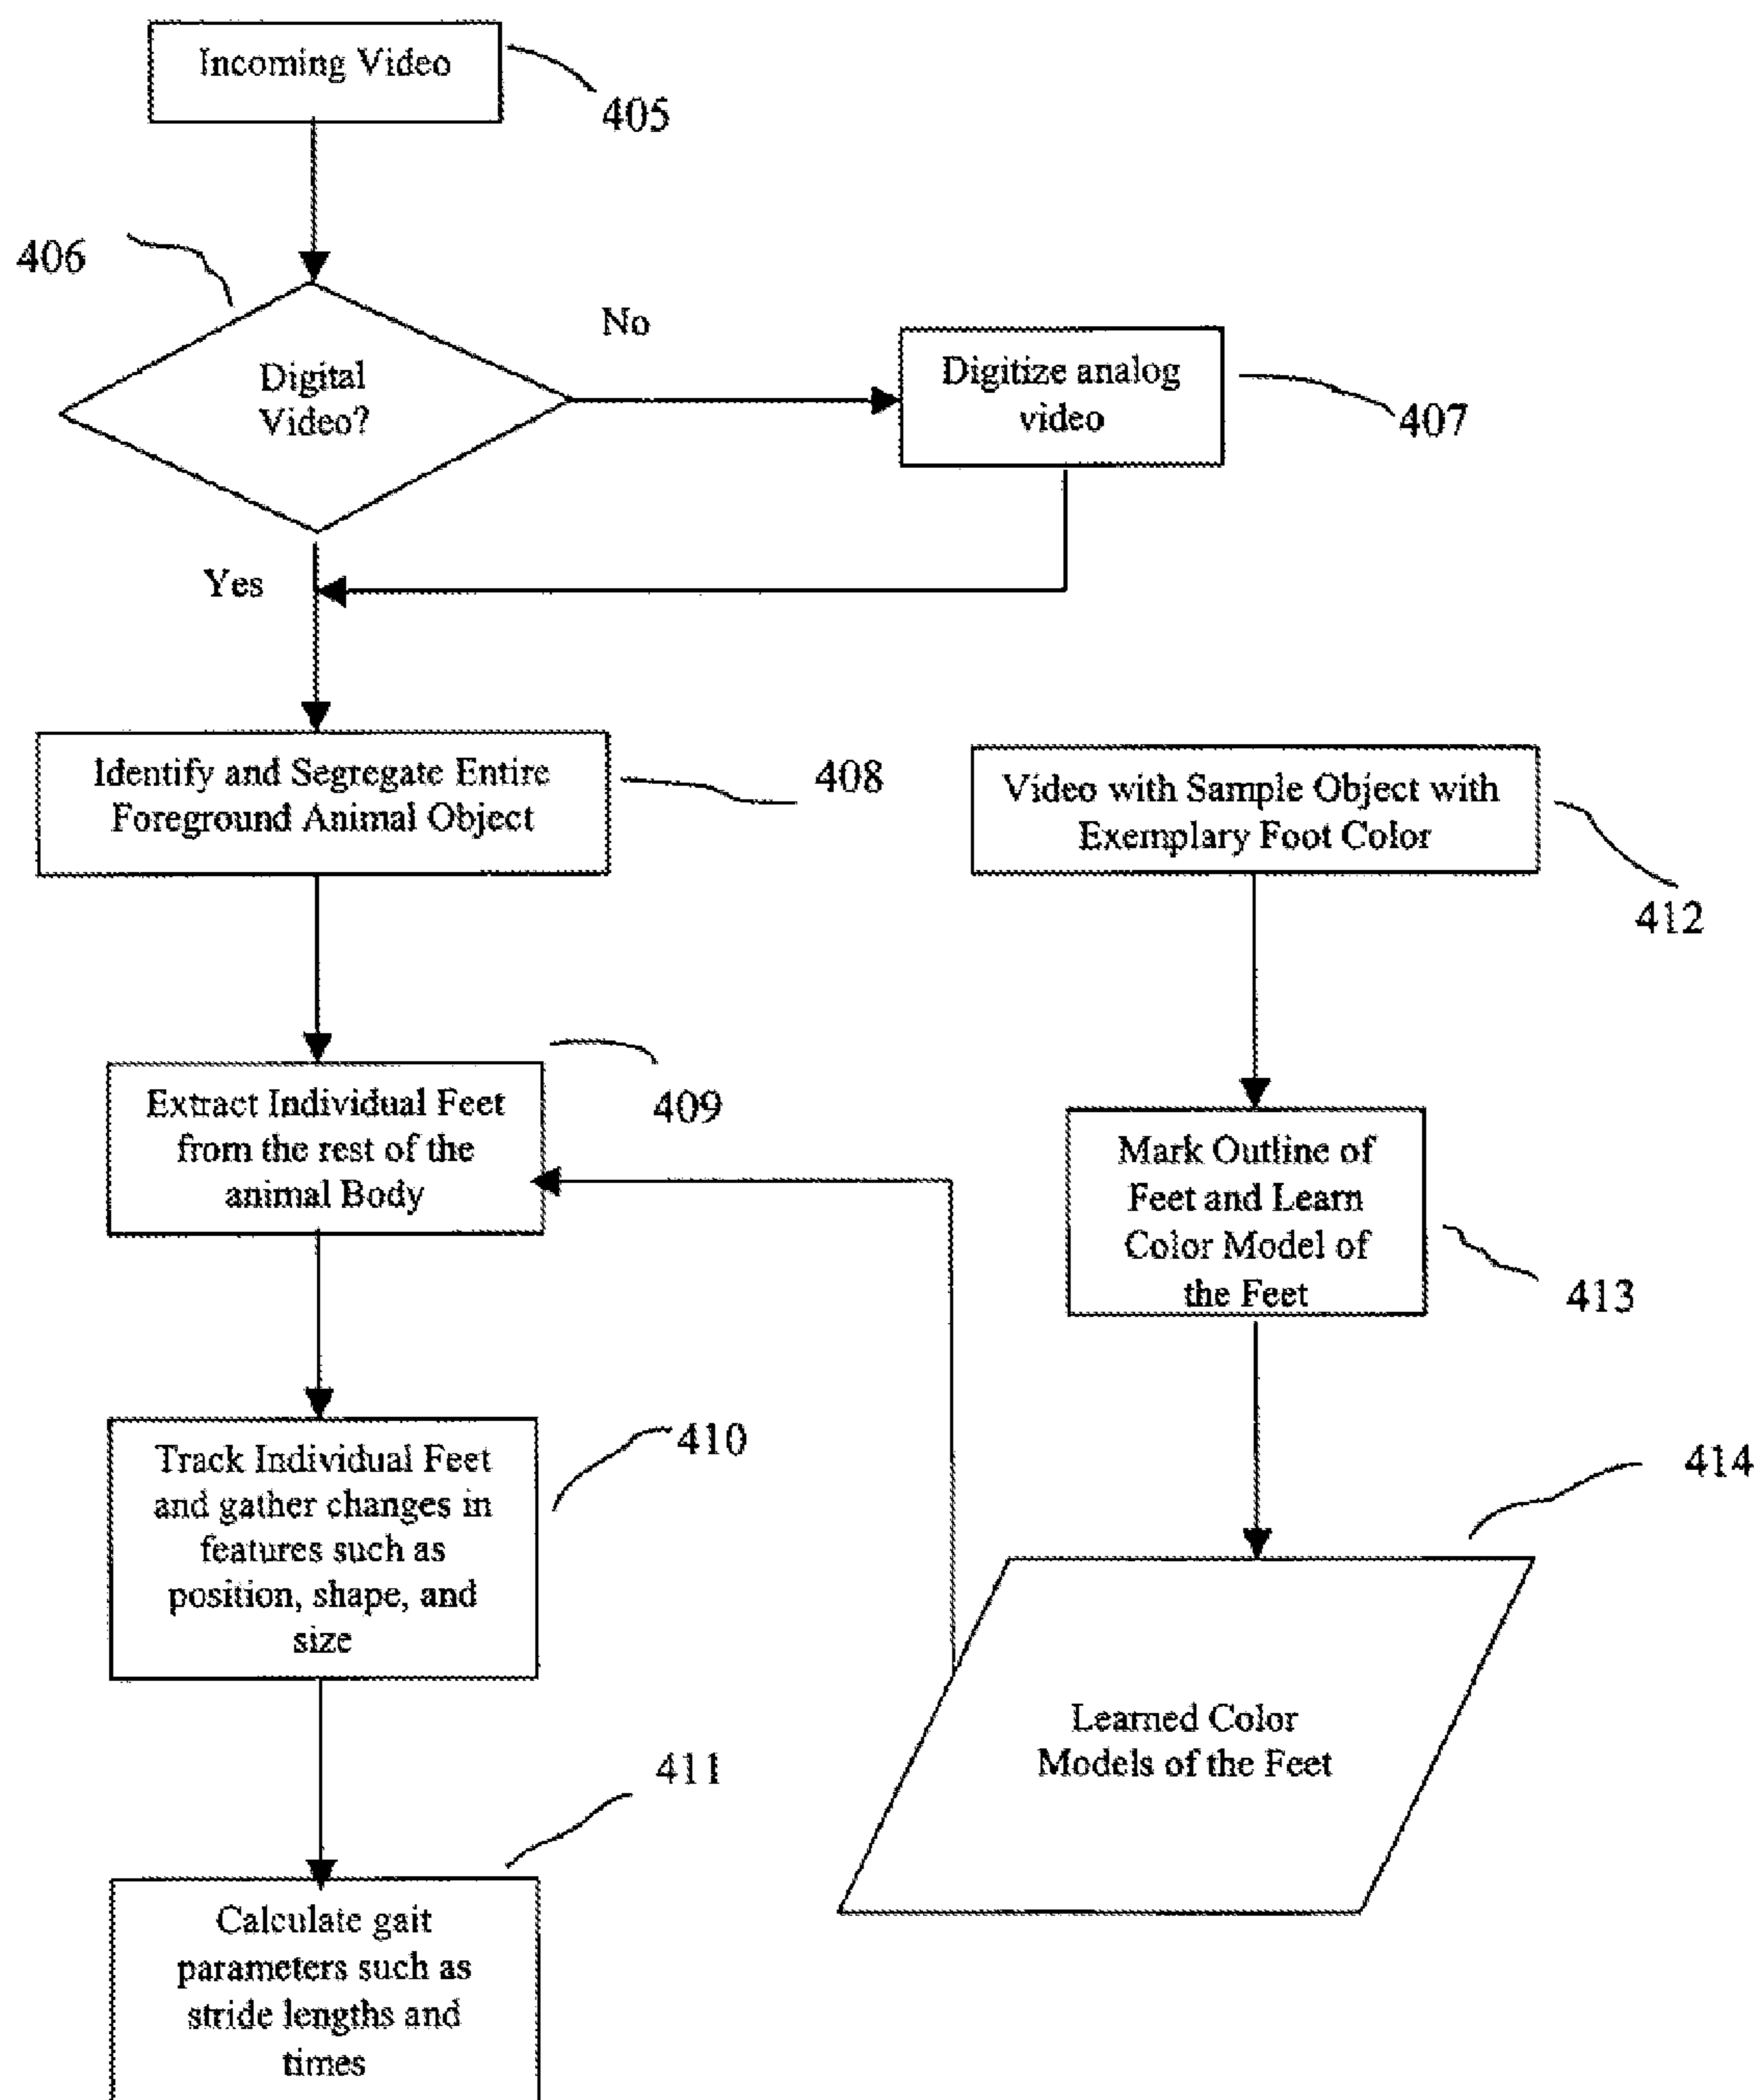 Incoming Video
405
406
Digital
Video?
No
Digitize analog
video
407
Yes
Identify and Segregate Entire
Foreground Animal Object
408
Video with Sample Object with
Exemplary Foot Color
412
Extract Individual Feet
from the rest of the
animal Body
409
Mark Outline of
Feet and Learn
Color Model of
the Feet
413
Track Individual Feet
and gather changes in
features such as
position, shape, and
size
410
414
Learned Color
Models of the Feet
411
Calculate gait
parameters such as
stride lengths and
times